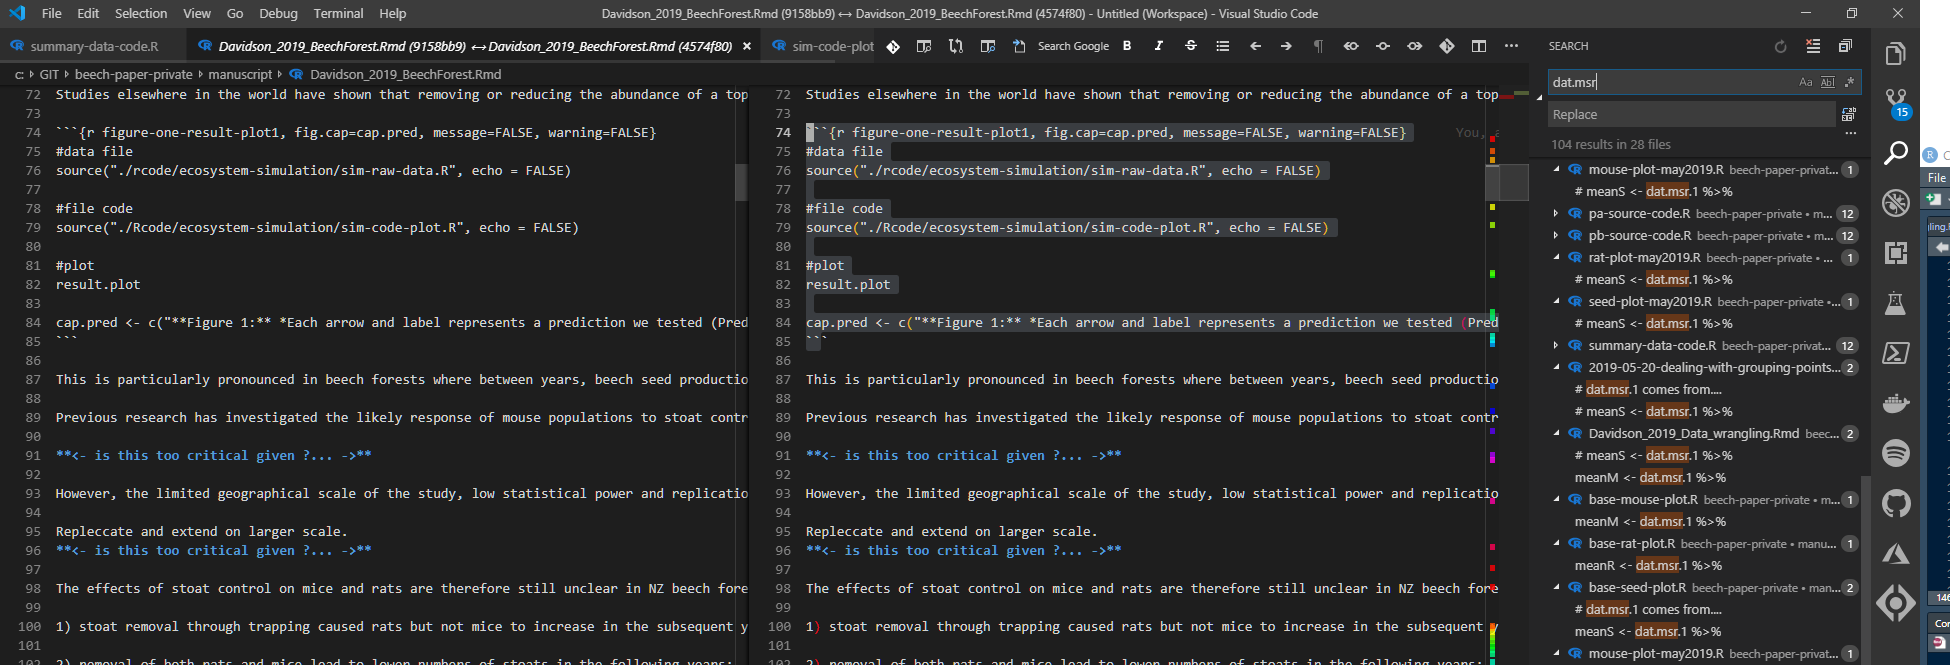 File Edit Selection View Go Debug Terminal Help
Davidson_2019_BeechForest.Rmd (9158bb9) ↔ Davidson_2019_BeechForest.Rmd (4574f80) - Untitled (Workspace) - Visual Studio Code
summary-data-code.R
Davidson_2019_BeechForest.Rmd (9158bb9) ↔ Davidson_2019_BeechForest.Rmd (4574f80)
sim-code-plot
Search Google
c: › GIT › beech-paper-private › manuscript › Davidson_2019_BeechForest.Rmd
72 Studies elsewhere in the world have shown that removing or reducing the abundance of a top
73
74 ```{r figure-one-result-plot1, fig.cap=cap.pred, message=FALSE, warning=FALSE}
75 #data file
76 source("./rcode/ecosystem-simulation/sim-raw-data.R", echo = FALSE)
77
78 #file code
79 source("./Rcode/ecosystem-simulation/sim-code-plot.R", echo = FALSE)
80
81 #plot
82 result.plot
83
84 cap.pred <- c("**Figure 1:** *Each arrow and label represents a prediction we tested (Pred
85 ```
86
87 This is particularly pronounced in beech forests where between years, beech seed productio
88
89 Previous research has investigated the likely response of mouse populations to stoat contr
90
91 **<- is this too critical given ?... ->**
92
93 However, the limited geographical scale of the study, low statistical power and replicatio
94
95 Repleccate and extend on larger scale.
96 **<- is this too critical given ?... ->**
97
98 The effects of stoat control on mice and rats are therefore still unclear in NZ beech fore
99
100 1) stoat removal through trapping caused rats but not mice to increase in the subsequent y
101
102 2) removal of both rats and mice lead to lower numbers of stoats in the following years;
72 Studies elsewhere in the world have shown that removing or reducing the abundance of a top
73
74 ```{r figure-one-result-plot1, fig.cap=cap.pred, message=FALSE, warning=FALSE} You,
75 #data file
76 source("./rcode/ecosystem-simulation/sim-raw-data.R", echo = FALSE)
77
78 #file code
79 source("./Rcode/ecosystem-simulation/sim-code-plot.R", echo = FALSE)
80
81 #plot
82 result.plot
83
84 cap.pred <- c("**Figure 1:** *Each arrow and label represents a prediction we tested (Pred
85 ```
86
87 This is particularly pronounced in beech forests where between years, beech seed productio
88
89 Previous research has investigated the likely response of mouse populations to stoat contr
90
91 **<- is this too critical given ?... ->**
92
93 However, the limited geographical scale of the study, low statistical power and replicatio
94
95 Repleccate and extend on larger scale.
96 **<- is this too critical given ?... ->**
97
98 The effects of stoat control on mice and rats are therefore still unclear in NZ beech fore
99
100 1) stoat removal through trapping caused rats but not mice to increase in the subsequent y
101
102 2) removal of both rats and mice lead to lower numbers of stoats in the following years;
SEARCH
dat.msr
Replace
104 results in 28 files
mouse-plot-may2019.R beech-paper-privat... 1
# meanS <- dat.msr.1 %>%
pa-source-code.R beech-paper-private • m... 12
pb-source-code.R beech-paper-private • m... 12
rat-plot-may2019.R beech-paper-private • ... 1
# meanS <- dat.msr.1 %>%
seed-plot-may2019.R beech-paper-private •... 1
# meanS <- dat.msr.1 %>%
summary-data-code.R beech-paper-privat... 12
2019-05-20-dealing-with-grouping-points... 2
# dat.msr.1 comes from....
# meanS <- dat.msr.1 %>%
Davidson_2019_Data_wrangling.Rmd beec... 2
# meanS <- dat.msr.1 %>%
meanM <- dat.msr.1 %>%
base-mouse-plot.R beech-paper-private • m... 1
meanM <- dat.msr.1 %>%
base-rat-plot.R beech-paper-private • manu... 1
meanR <- dat.msr.1 %>%
base-seed-plot.R beech-paper-private • man... 2
# dat.msr.1 comes from....
meanS <- dat.msr.1 %>%
mouse-plot-may2019.R beech-paper-privat... 1
15
File
ling.
146
Cor